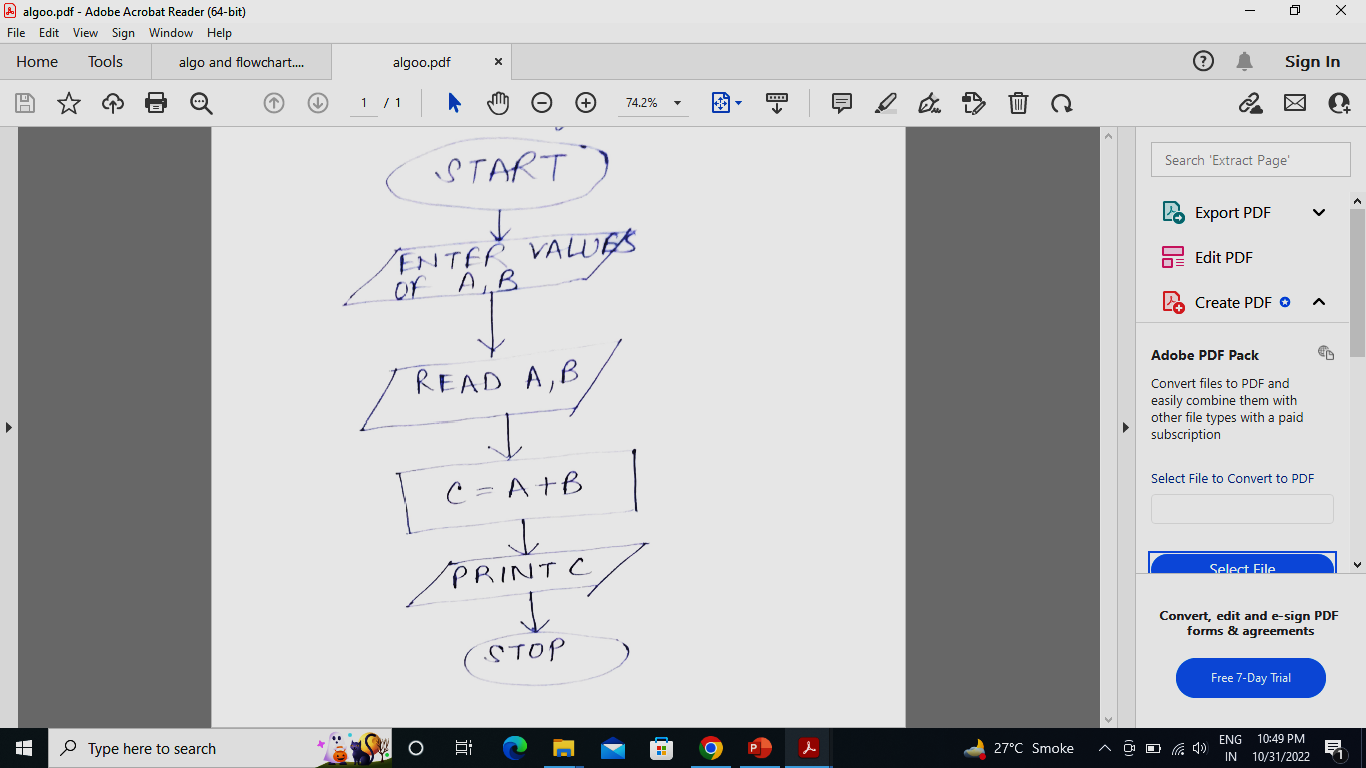 algoo.pdf - Adobe Acrobat Reader (64-bit)
File Edit View Sign Window Help
Home Tools algo and flowchart.... algoo.pdf × Sign In
1 / 1 74.2%
START
ENTER VALUES
OF A, B
READ A, B
C = A + B
PRINT C
STOP
Search 'Extract Page'
Export PDF
Edit PDF
Create PDF
Adobe PDF Pack
Convert files to PDF and
easily combine them with
other file types with a paid
subscription
Select File to Convert to PDF
Select File
Convert, edit and e-sign PDF
forms & agreements
Free 7-Day Trial
Type here to search
27°C Smoke
ENG
IN
10:49 PM
10/31/2022
1